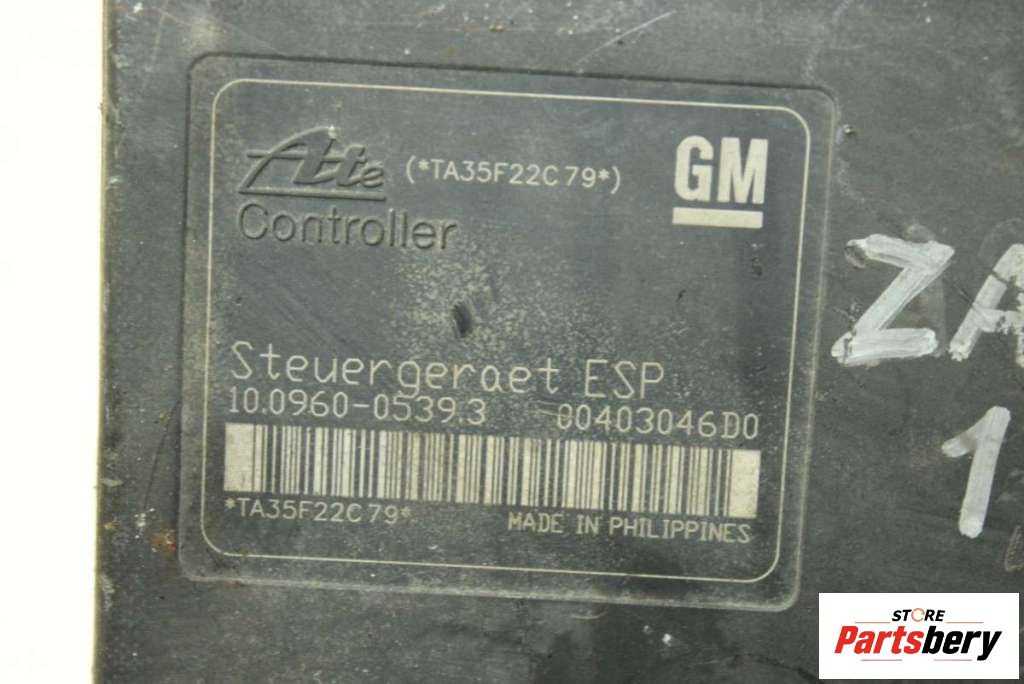 Ate (*TA35F22C79*) GM
Controller
ZA
1
Steuergeraet ESP
10.0960-0539.3 00403046D0
*TA35F22C79* MADE IN PHILIPPINES
STORE
Partsbery